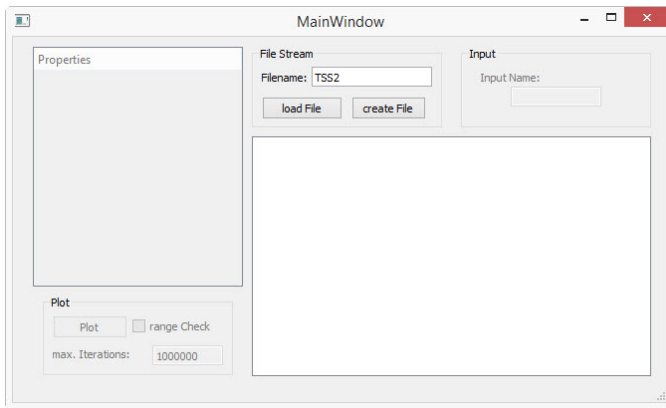 MainWindow
Properties
File Stream
Filename: TSS2
load File create File
Input
Input Name:
Plot
Plot range Check
max. Iterations: 1000000